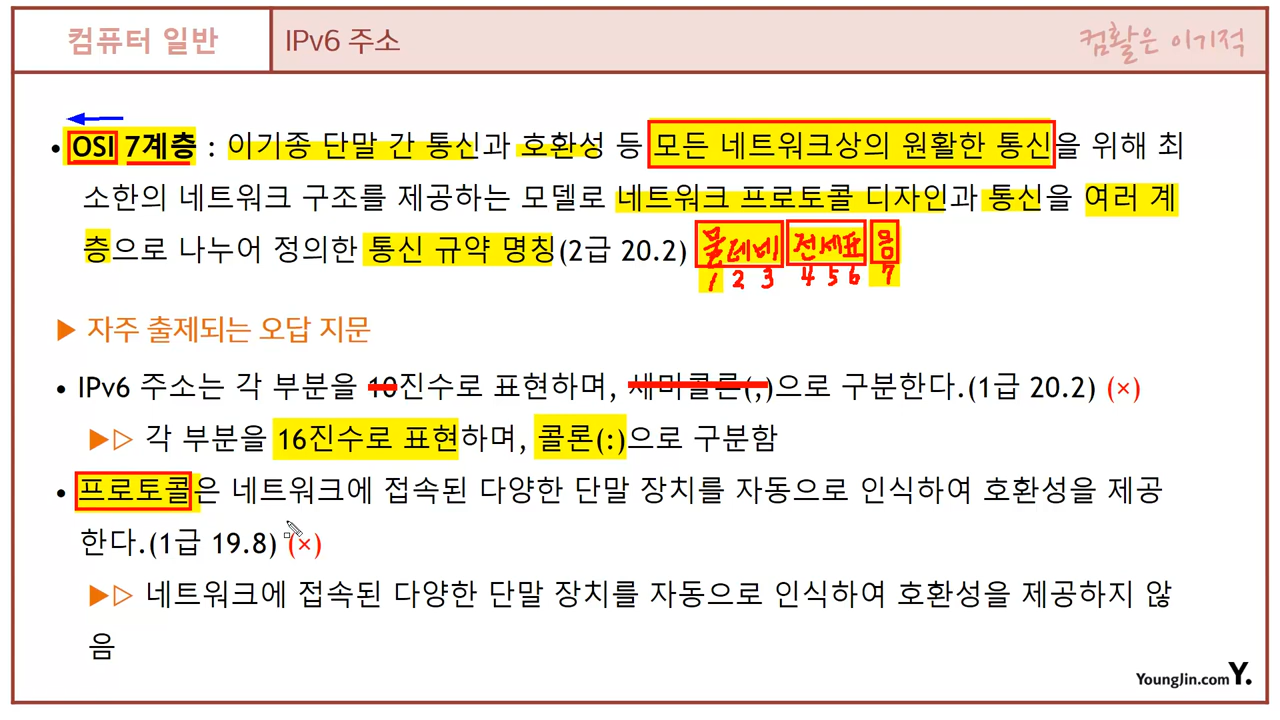 컴퓨터 일반
IPv6 주소
컴활은 이기적
• OSI 7계층 : 이기종 단말 간 통신과 호환성 등 모든 네트워크상의 원활한 통신을 위해 최
소한의 네트워크 구조를 제공하는 모델로 네트워크 프로토콜 디자인과 통신을 여러 계
층으로 나누어 정의한 통신 규약 명칭(2급 20.2) 물데네 전세표 응
1 2 3 4 5 6 7
▶ 자주 출제되는 오답 지문
• IPv6 주소는 각 부분을 10진수로 표현하며, 세미콜론(;)으로 구분한다.(1급 20.2) (×)
▶▷ 각 부분을 16진수로 표현하며, 콜론(:)으로 구분함
• 프로토콜은 네트워크에 접속된 다양한 단말 장치를 자동으로 인식하여 호환성을 제공
한다.(1급 19.8) (×)
▶▷ 네트워크에 접속된 다양한 단말 장치를 자동으로 인식하여 호환성을 제공하지 않
음
YoungJin.com Y.